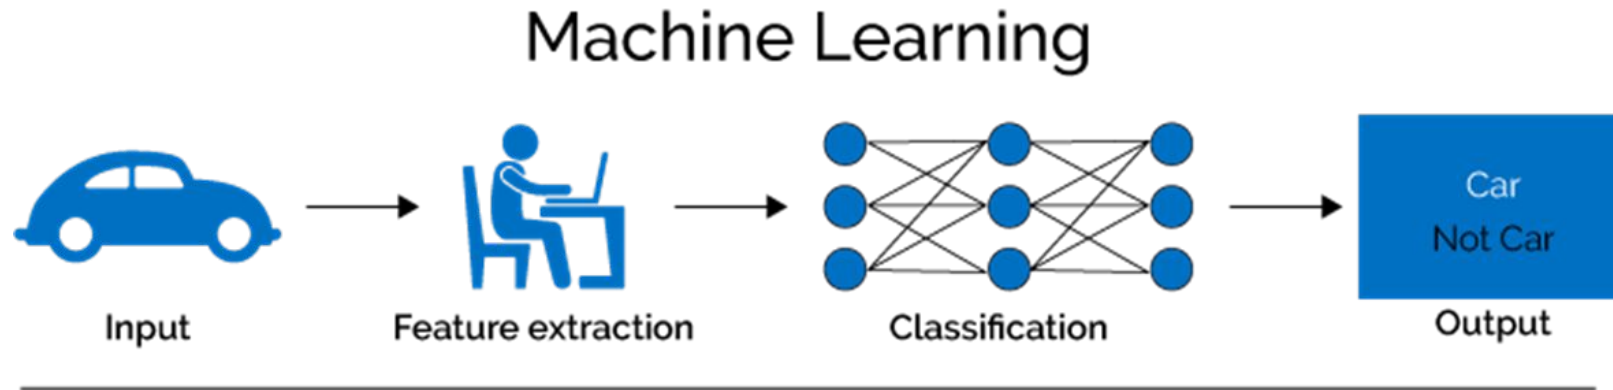 Machine Learning
Car
Not Car
Input
Feature extraction
Classification
Output